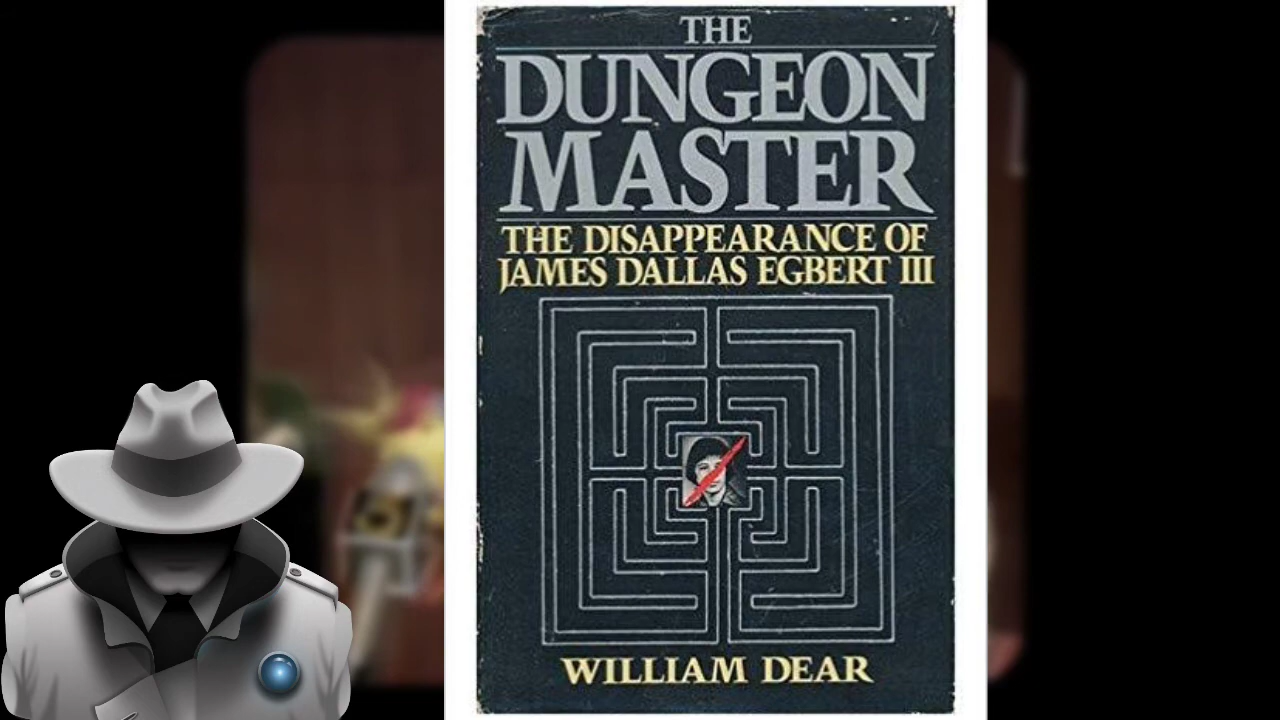 THE
DUNGEON
MASTER
THE DISAPPEARANCE OF
JAMES DALLAS EGBERT III
WILLIAM DEAR